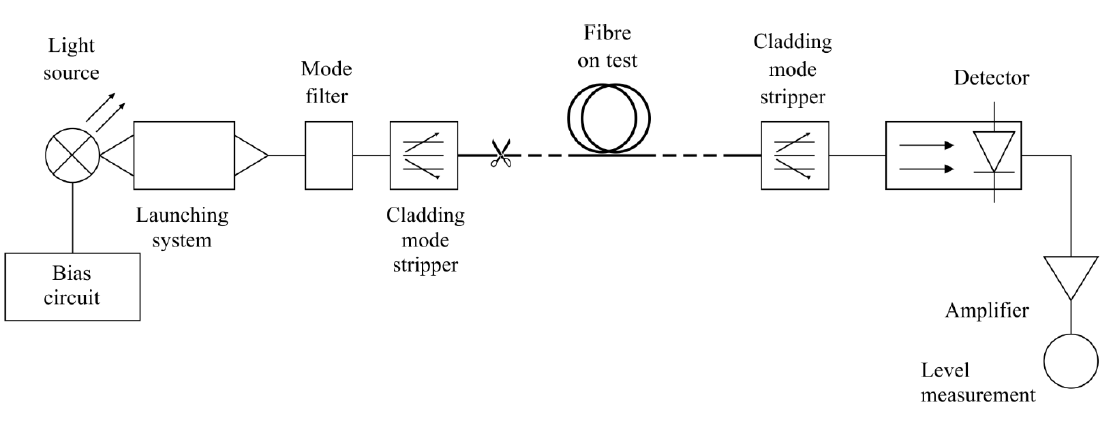 Light
source
Launching
system
Bias
circuit
Mode
filter
Cladding
mode
stripper
Fibre
on test
Cladding
mode
stripper
Detector
Amplifier
Level
measurement